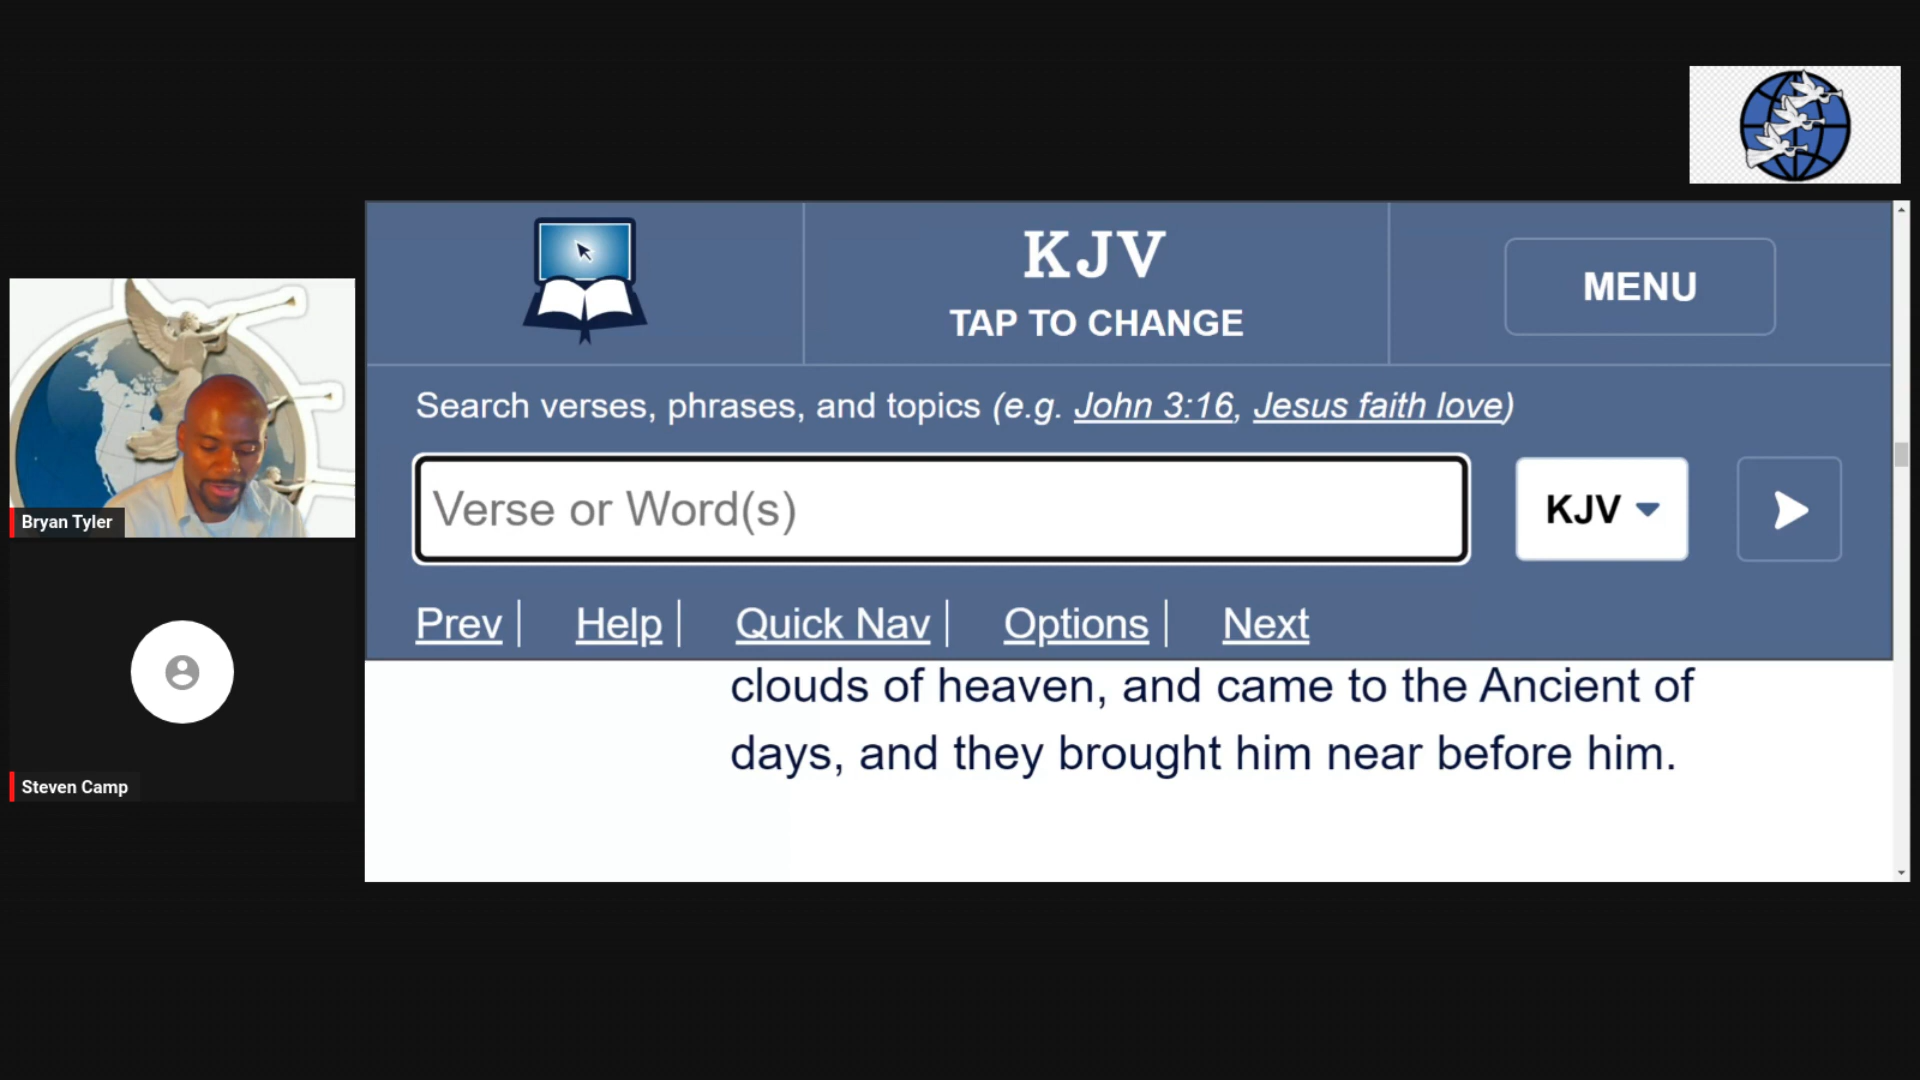 KJV
TAP TO CHANGE
MENU
Search verses, phrases, and topics (e.g. John 3:16, Jesus faith love)
Verse or Word(s)
KJV
Prev
Help
Quick Nav
Options
Next
clouds of heaven, and came to the Ancient of
days, and they brought him near before him.
Bryan Tyler
Steven Camp